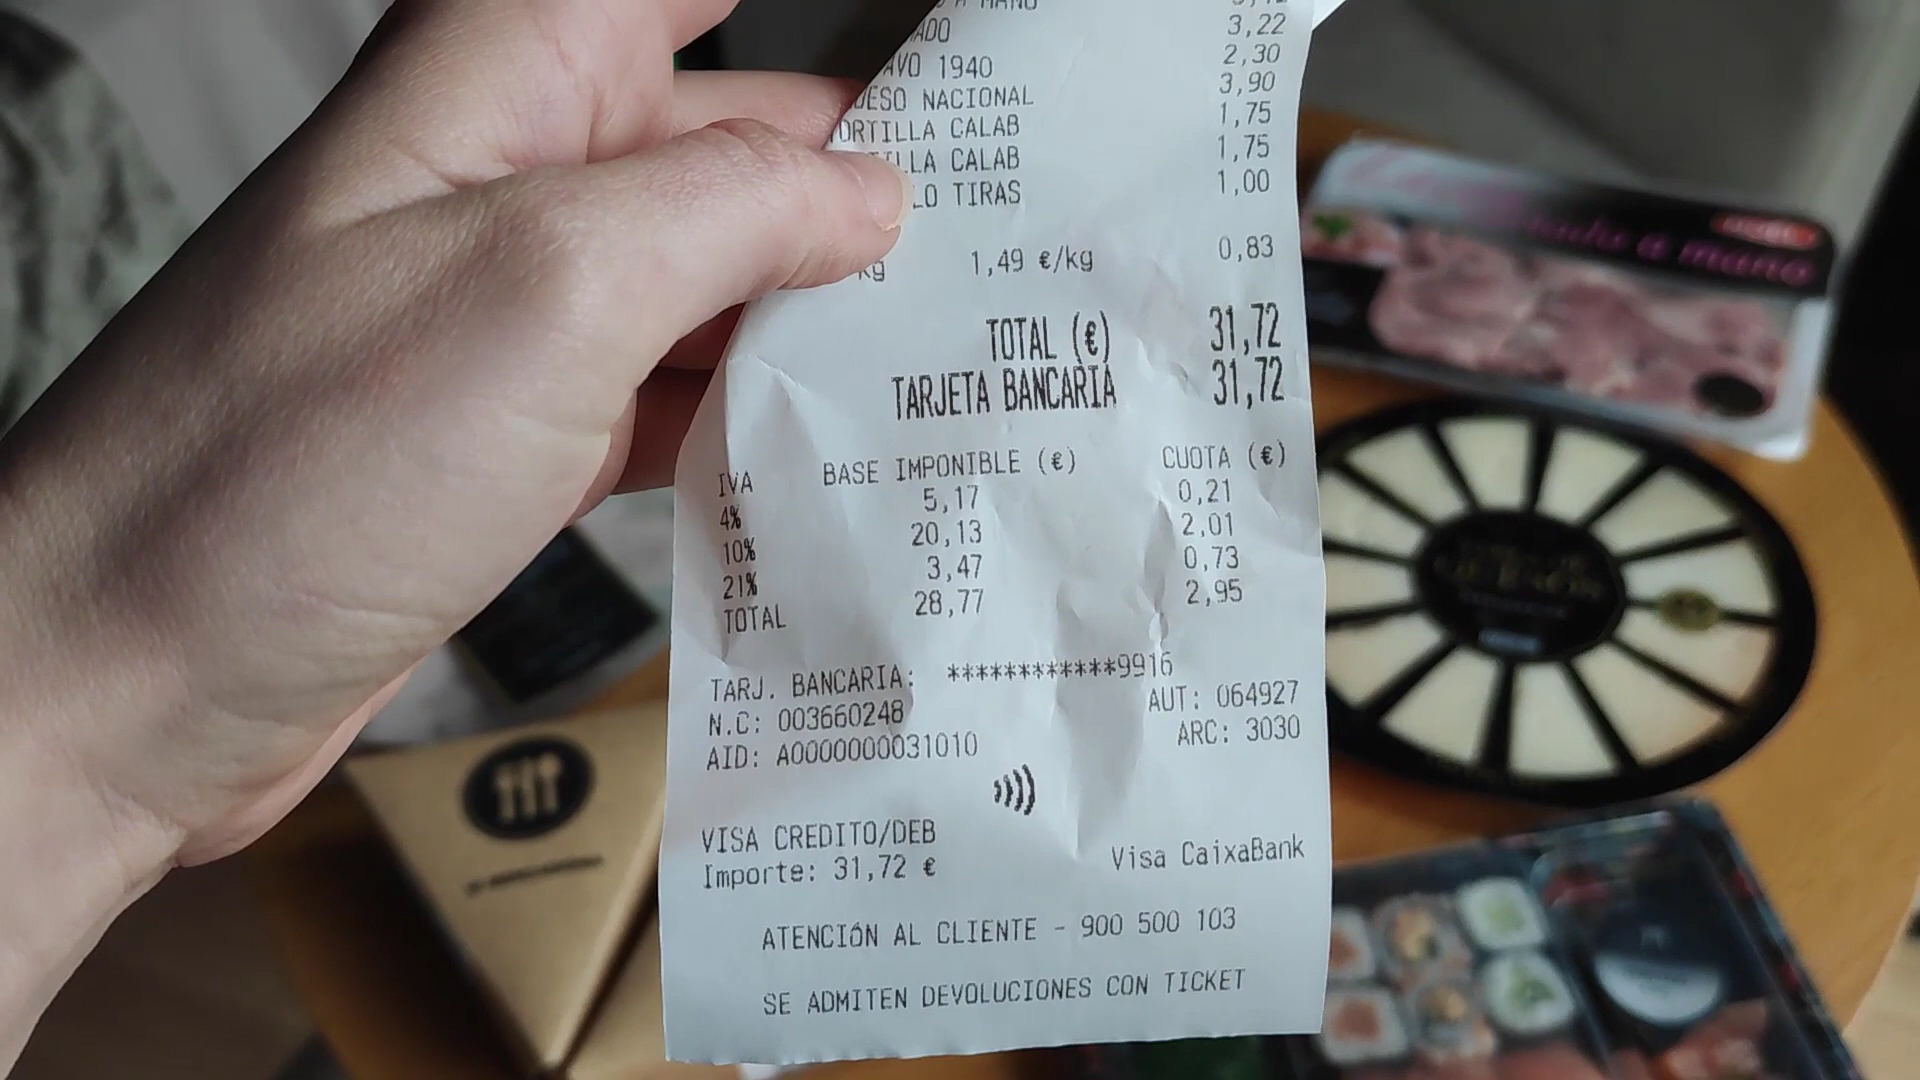 A MANO
ADO 3,22
AVO 1940 2,30
UESO NACIONAL 3,90
ORTILLA CALAB 1,75
TILLA CALAB 1,75
LO TIRAS 1,00
kg 1,49 €/kg 0,83
TOTAL (€) 31,72
TARJETA BANCARIA 31,72
IVA BASE IMPONIBLE (€) CUOTA (€)
4% 5,17 0,21
10% 20,13 2,01
21% 3,47 0,73
TOTAL 28,77 2,95
TARJ. BANCARIA: ************9916
N.C: 003660248 AUT: 064927
AID: A0000000031010 ARC: 3030
VISA CREDITO/DEB
Importe: 31,72 € Visa CaixaBank
ATENCIÓN AL CLIENTE - 900 500 103
SE ADMITEN DEVOLUCIONES CON TICKET
a mano